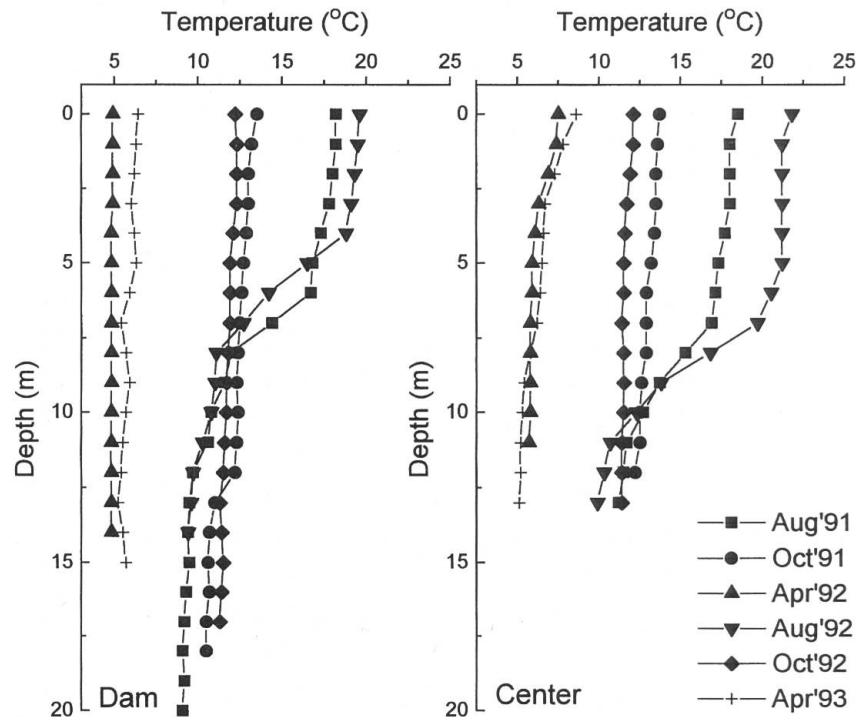 Temperature (°C) Temperature (°C)
5 10 15 20 25 5 10 15 20 25
0 0
5 5
Depth (m) Depth (m)
10 10
15 15
20 20
Dam Center
Aug'91
Oct'91
Apr'92
Aug'92
Oct'92
Apr'93